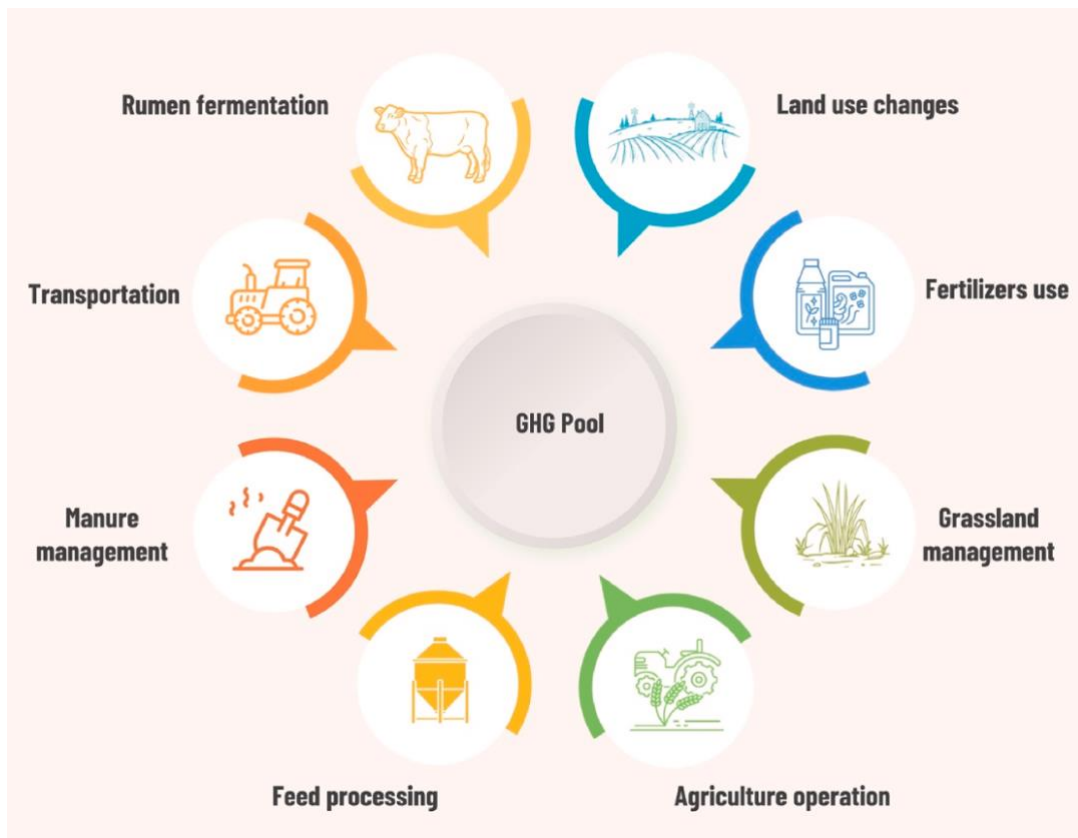 Rumen fermentation
Land use changes
Transportation
Fertilizers use
GHG Pool
Manure
management
Grassland
management
Feed processing
Agriculture operation